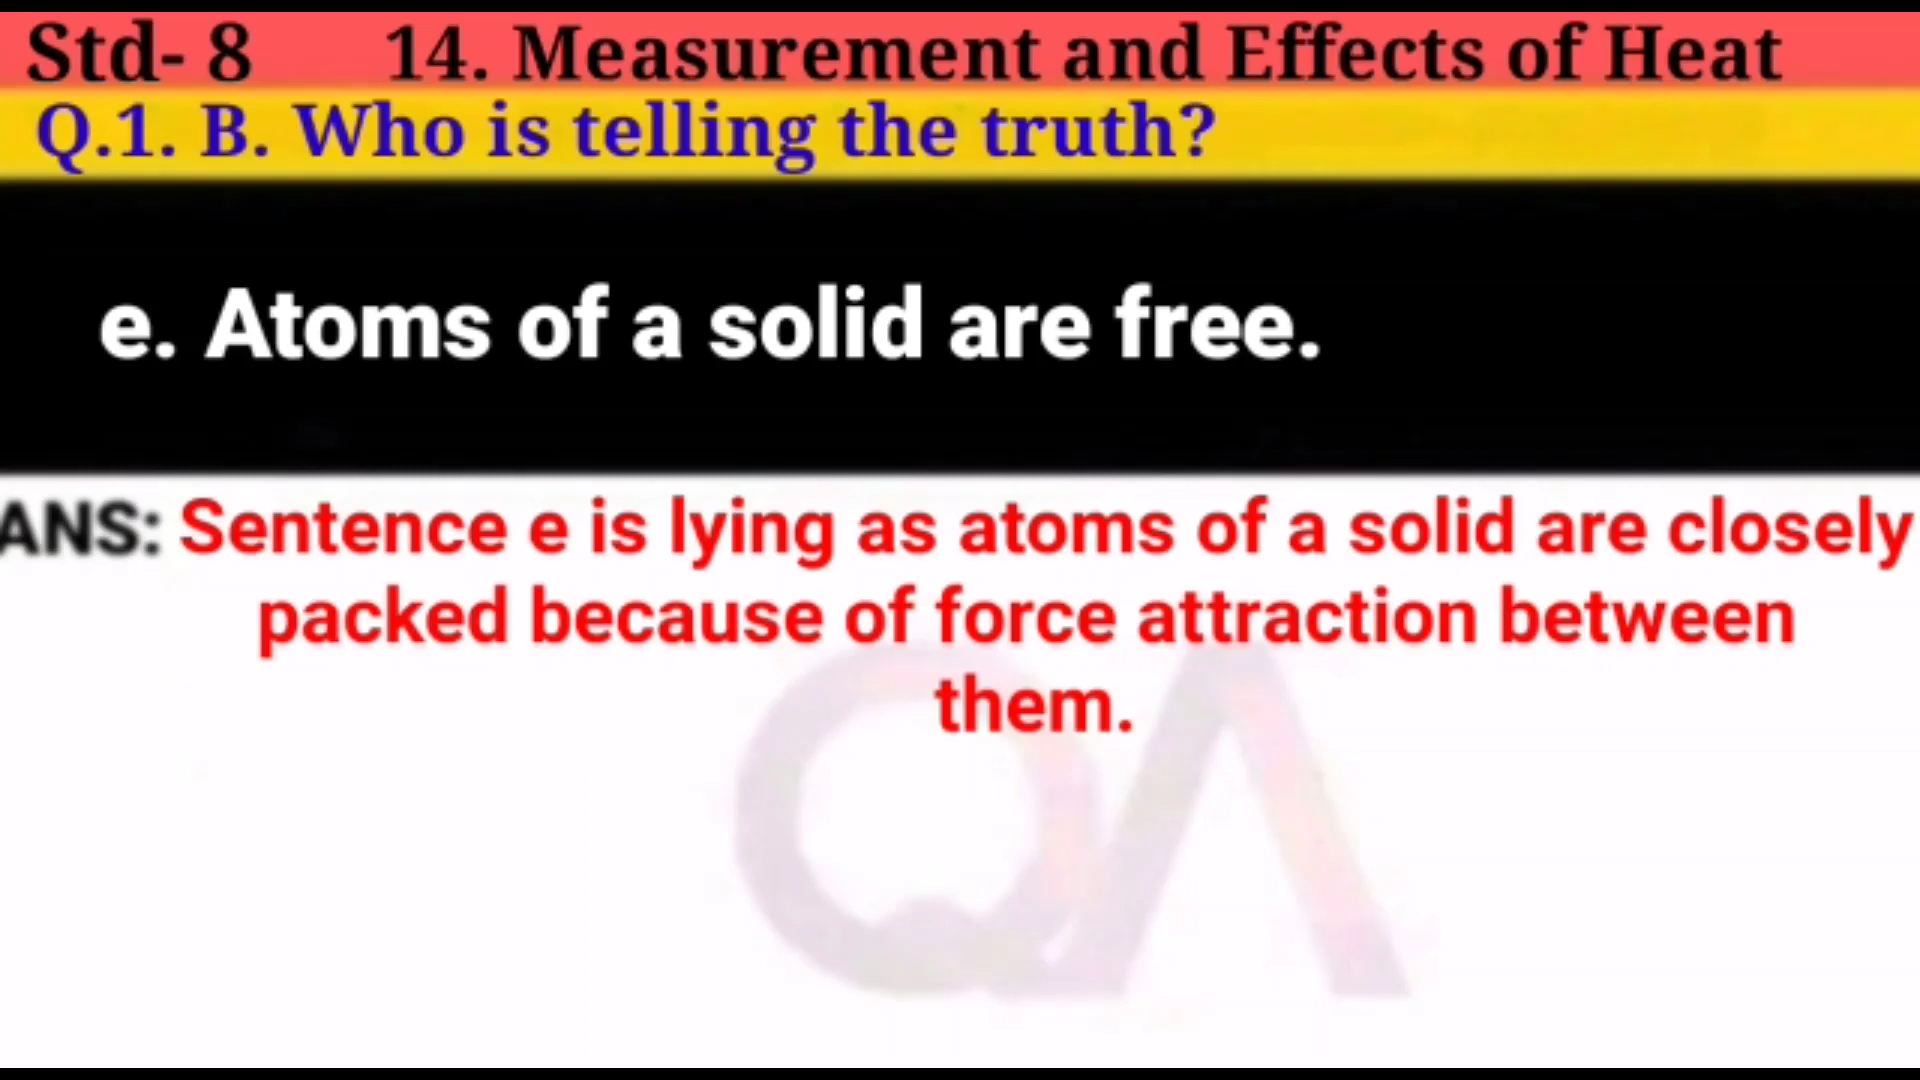 Std- 8 14. Measurement and Effects of Heat
Q.1. B. Who is telling the truth?
e. Atoms of a solid are free.
ANS: Sentence e is lying as atoms of a solid are closely
packed because of force attraction between
them.
QA